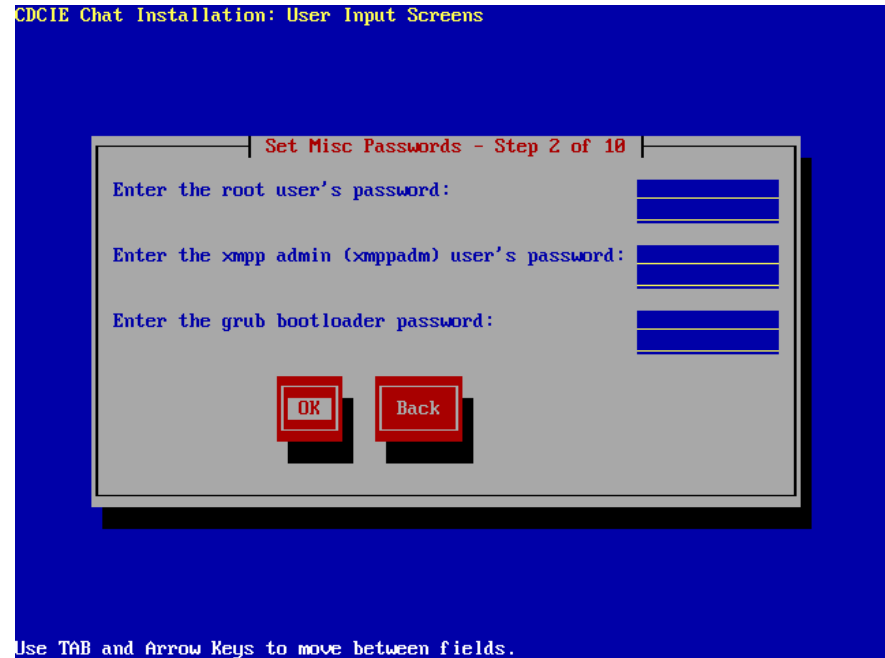 CDCIE Chat Installation: User Input Screens
Set Misc Passwords - Step 2 of 10
Enter the root user's password:
Enter the xmpp admin (xmppadm) user's password:
Enter the grub bootloader password:
OK Back
Use TAB and Arrow Keys to move between fields.